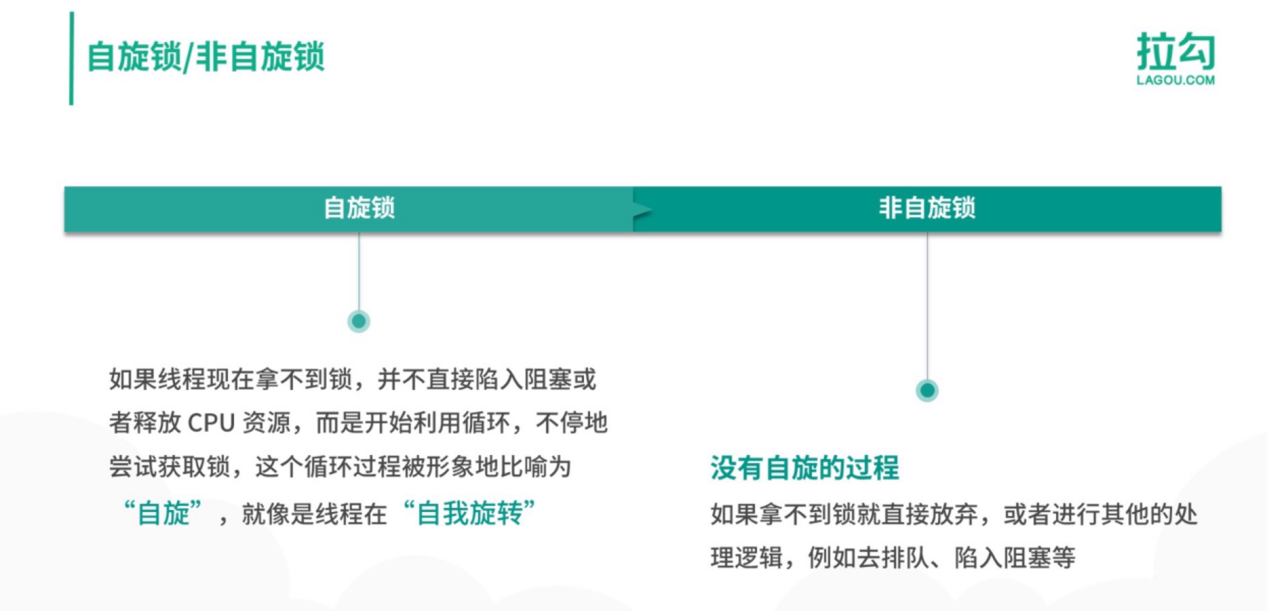 自旋锁/非自旋锁
拉勾
LAGOU.COM
自旋锁
非自旋锁
如果线程现在拿不到锁，并不直接陷入阻塞或
者释放 CPU 资源，而是开始利用循环，不停地
尝试获取锁，这个循环过程被形象地比喻为
“自旋”，就像是线程在“自我旋转”
没有自旋的过程
如果拿不到锁就直接放弃，或者进行其他的处
理逻辑，例如去排队、陷入阻塞等